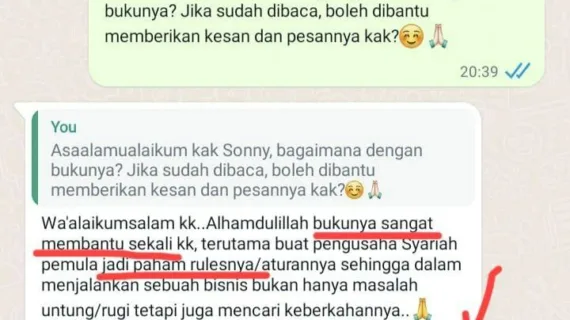 bukunya? Jika sudah dibaca, boleh dibantu
memberikan kesan dan pesannya kak?☺️🙏🏻
20:39
You
Asaalamualaikum kak Sonny, bagaimana dengan
bukunya? Jika sudah dibaca, boleh dibantu
memberikan kesan dan pesannya kak?☺️🙏🏻
Wa'alaikumsalam kk..Alhamdulillah bukunya sangat
membantu sekali kk, terutama buat pengusaha Syariah
pemula jadi paham rulesnya/aturannya sehingga dalam
menjalankan sebuah bisnis bukan hanya masalah
untung/rugi tetapi juga mencari keberkahannya..🙏